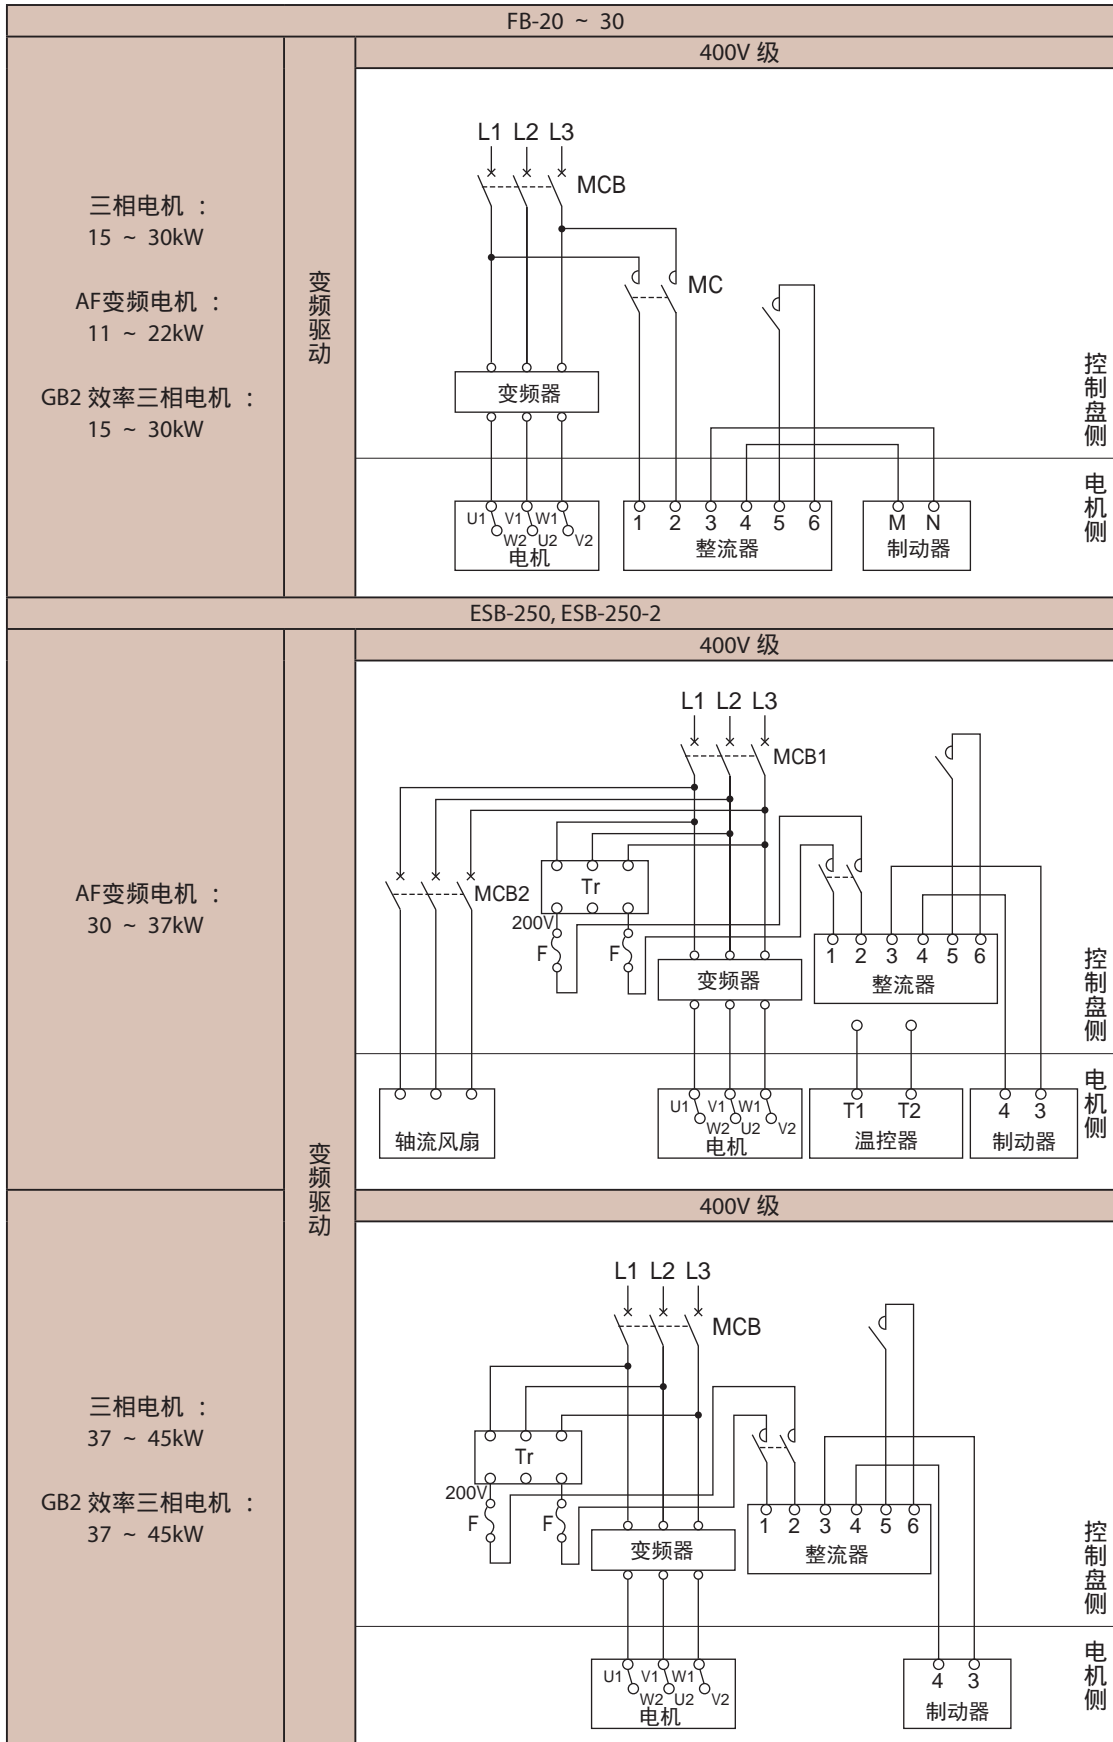 FB-20 ~ 30
400V 级
三相电机 :
15 ~ 30kW
AF变频电机 :
11 ~ 22kW
GB2 效率三相电机 :
15 ~ 30kW
变频驱动
L1 L2 L3
MCB
MC
变频器
控制盘侧
电机侧
U1 V1 W1
W2 U2 V2
电机
1 2 3 4 5 6
整流器
M N
制动器
ESB-250, ESB-250-2
400V 级
AF变频电机 :
30 ~ 37kW
变频驱动
L1 L2 L3
MCB1
MCB2
Tr
200V
F F
变频器
1 2 3 4 5 6
整流器
控制盘侧
电机侧
轴流风扇
U1 V1 W1
W2 U2 V2
电机
T1 T2
温控器
4 3
制动器
400V 级
三相电机 :
37 ~ 45kW
GB2 效率三相电机 :
37 ~ 45kW
L1 L2 L3
MCB
Tr
200V
F F
变频器
1 2 3 4 5 6
整流器
控制盘侧
电机侧
U1 V1 W1
W2 U2 V2
电机
4 3
制动器